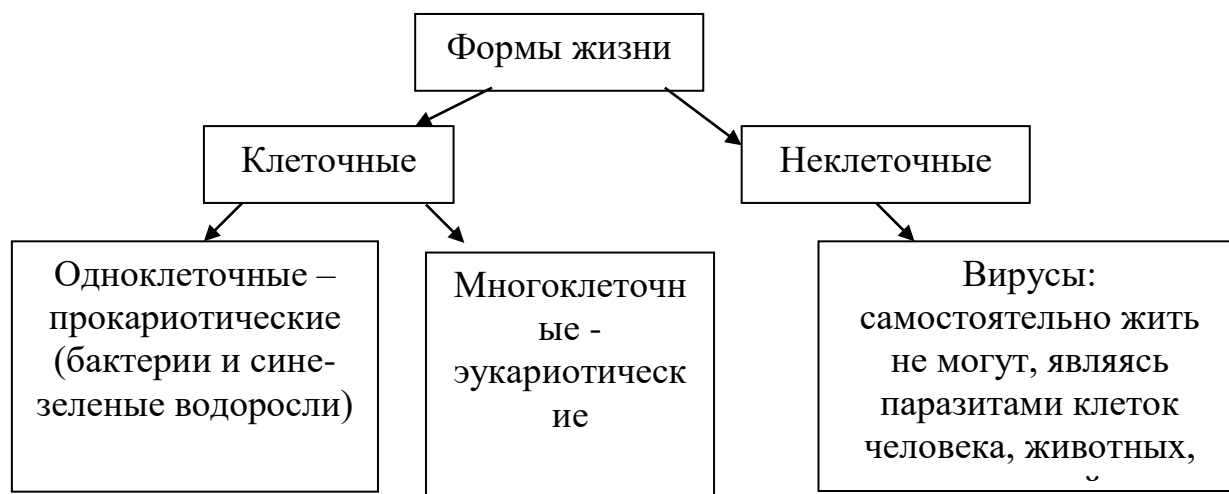 Формы жизни
Клеточные
Неклеточные
Одноклеточные –
прокариотические
(бактерии и сине-
зеленые водоросли)
Многоклеточн
ые -
эукариотическ
ие
Вирусы:
самостоятельно жить
не могут, являясь
паразитами клеток
человека, животных,